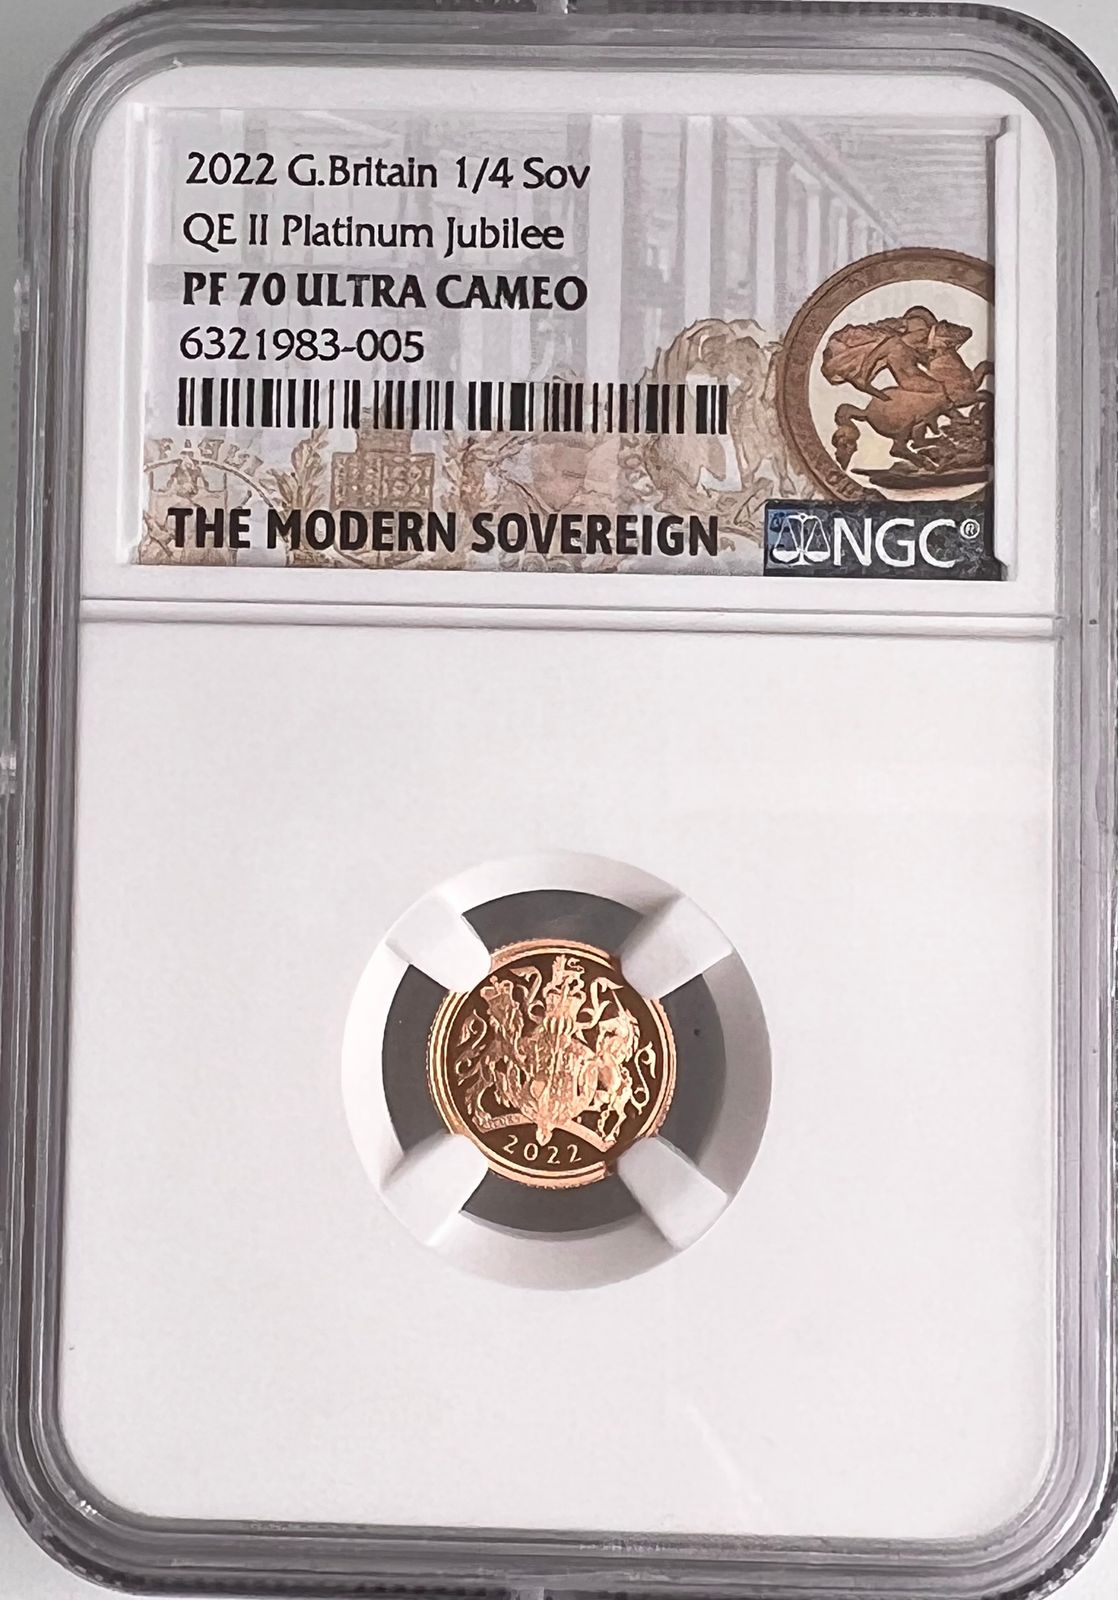 2022 G.Britain 1/4 Sov
QE II Platinum Jubilee
PF 70 ULTRA CAMEO
6321983-005
THE MODERN SOVEREIGN
NGC®
2022